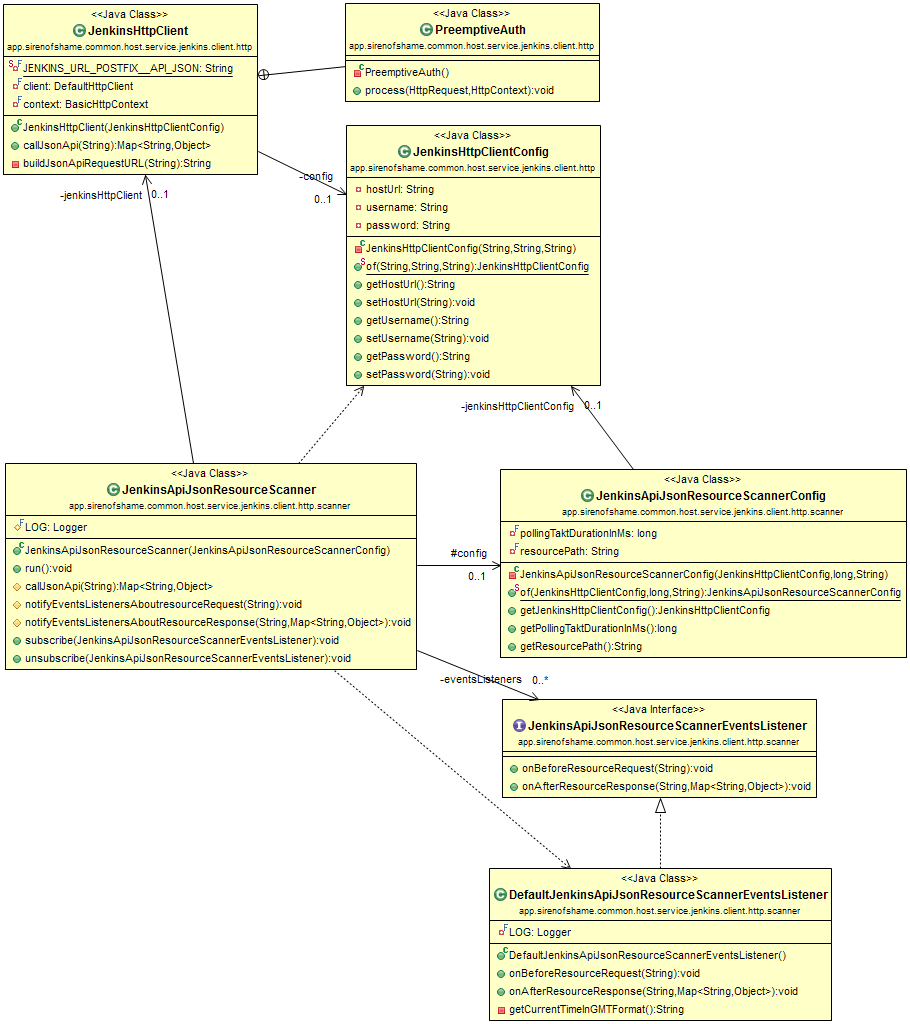 <<Java Class>>
JenkinsHttpClient
app.sirenofshame.common.host.service.jenkins.client.http
JENKINS_URL_POSTFIX__API_JSON: String
client: DefaultHttpClient
context: BasicHttpContext
JenkinsHttpClient(JenkinsHttpClientConfig)
callJsonApi(String):Map<String,Object>
buildJsonApiRequestURL(String):String
<<Java Class>>
PreemptiveAuth
app.sirenofshame.common.host.service.jenkins.client.http
PreemptiveAuth()
process(HttpRequest,HttpContext):void
-config
0..1
-jenkinsHttpClient
0..1
<<Java Class>>
JenkinsHttpClientConfig
app.sirenofshame.common.host.service.jenkins.client.http
hostUrl: String
username: String
password: String
JenkinsHttpClientConfig(String,String,String)
of(String,String,String):JenkinsHttpClientConfig
getHostUrl():String
setHostUrl(String):void
getUsername():String
setUsername(String):void
getPassword():String
setPassword(String):void
-jenkinsHttpClientConfig
0..1
<<Java Class>>
JenkinsApiJsonResourceScanner
app.sirenofshame.common.host.service.jenkins.client.http.scanner
LOG: Logger
JenkinsApiJsonResourceScanner(JenkinsApiJsonResourceScannerConfig)
run():void
callJsonApi(String):Map<String,Object>
notifyEventsListenersAboutresourceRequest(String):void
notifyEventsListenersAboutResourceResponse(String,Map<String,Object>):void
subscribe(JenkinsApiJsonResourceScannerEventsListener):void
unsubscribe(JenkinsApiJsonResourceScannerEventsListener):void
#config
0..1
<<Java Class>>
JenkinsApiJsonResourceScannerConfig
app.sirenofshame.common.host.service.jenkins.client.http.scanner
pollingTaktDurationInMs: long
resourcePath: String
JenkinsApiJsonResourceScannerConfig(JenkinsHttpClientConfig,long,String)
of(JenkinsHttpClientConfig,long,String):JenkinsApiJsonResourceScannerConfig
getJenkinsHttpClientConfig():JenkinsHttpClientConfig
getPollingTaktDurationInMs():long
getResourcePath():String
-eventsListeners
0..*
<<Java Interface>>
JenkinsApiJsonResourceScannerEventsListener
app.sirenofshame.common.host.service.jenkins.client.http.scanner
onBeforeResourceRequest(String):void
onAfterResourceResponse(String,Map<String,Object>):void
<<Java Class>>
DefaultJenkinsApiJsonResourceScannerEventsListener
app.sirenofshame.common.host.service.jenkins.client.http.scanner
LOG: Logger
DefaultJenkinsApiJsonResourceScannerEventsListener()
onBeforeResourceRequest(String):void
onAfterResourceResponse(String,Map<String,Object>):void
getCurrentTimeInGMTFormat():String